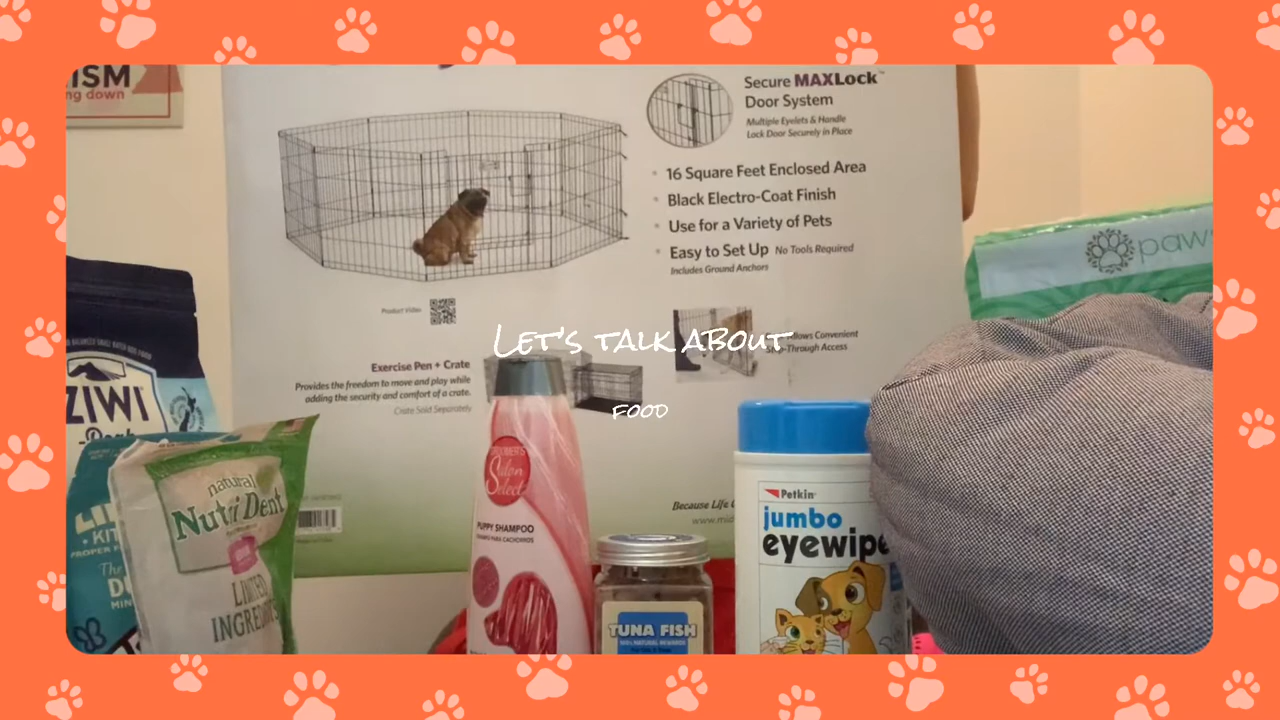 ISM
ng down
Secure MAXLock™
Door System
Multiple Eyelets & Handle
Lock Door Securely in Place
• 16 Square Feet Enclosed Area
• Black Electro-Coat Finish
• Use for a Variety of Pets
• Easy to Set Up No Tools Required
Includes Ground Anchors
Product Video
Convenient
Through Access
Exercise Pen + Crate
Provides the freedom to move and play while
adding the security and comfort of a crate.
Crate Sold Separately
Let's talk about
food
paw
ZIWI
Peak
natural
Nutri Dent
LIMITED
INGREDIENTS
The
Salon
Select
PUPPY SHAMPOO
TUNA FISH
Because Life
Petkin
jumbo
eyewipe